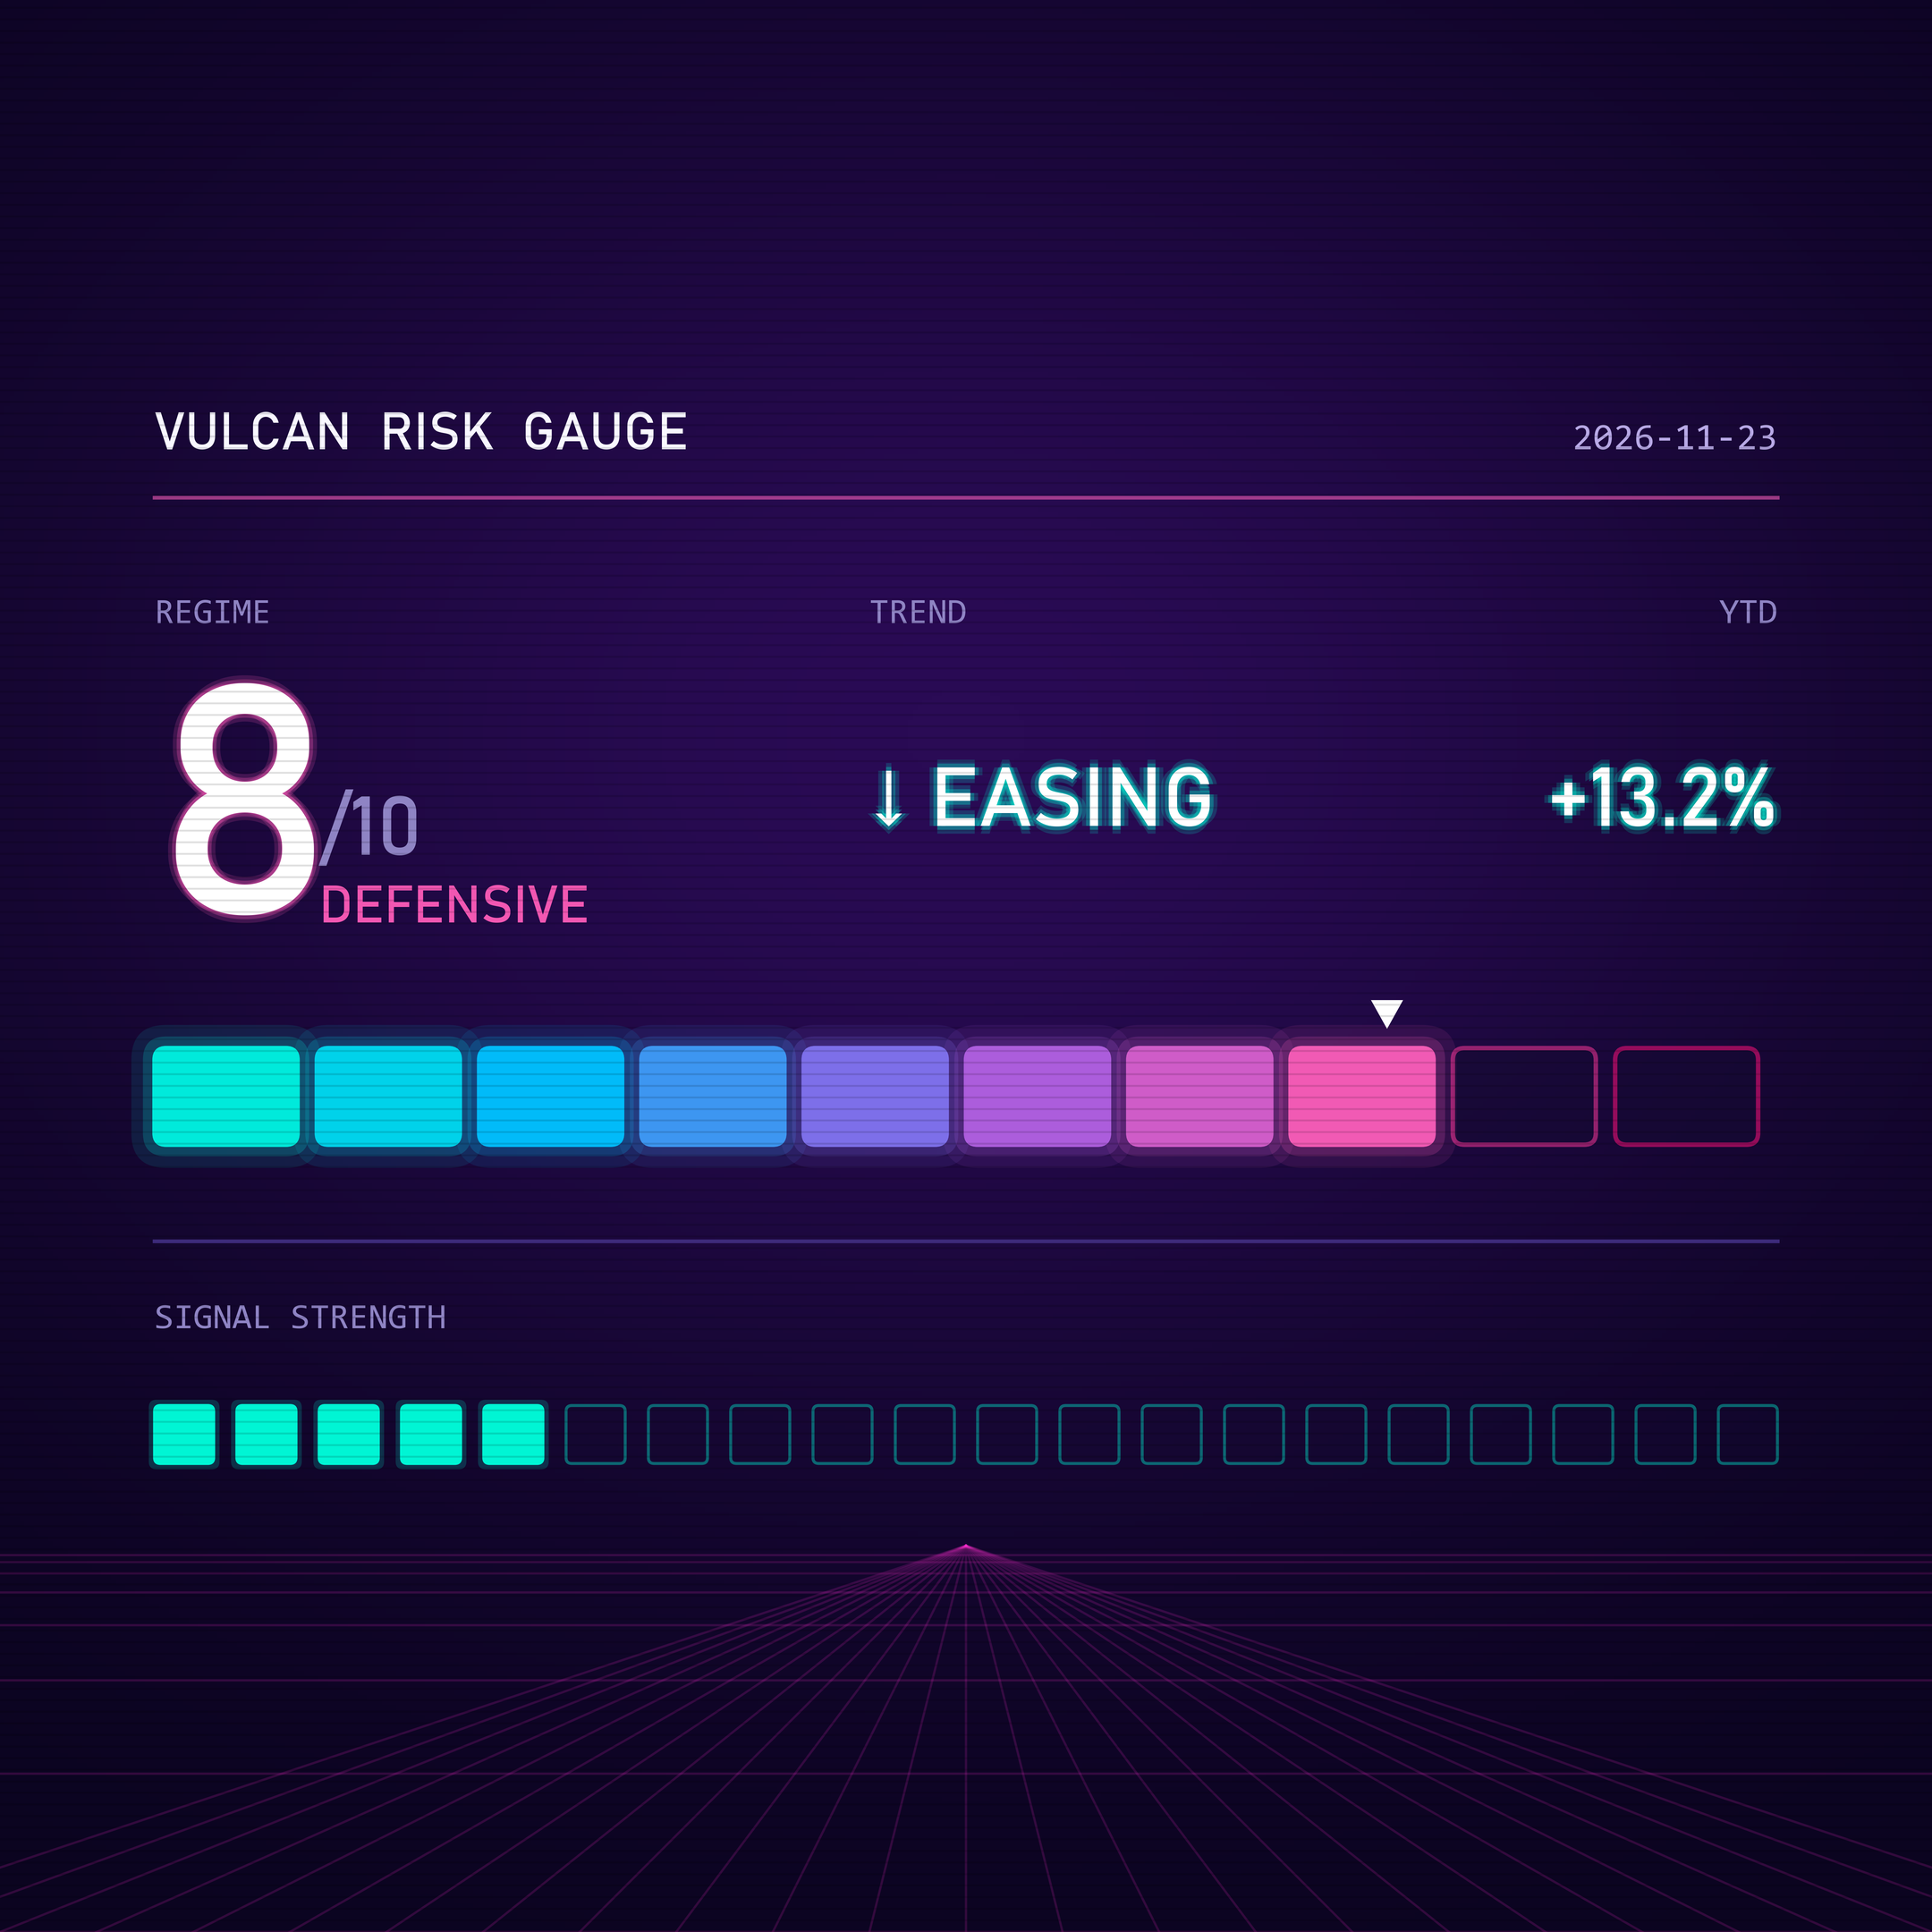 VULCAN RISK GAUGE
2026-11-23
REGIME
TREND
YTD
8/10
DEFENSIVE
↓ EASING
+13.2%
SIGNAL STRENGTH